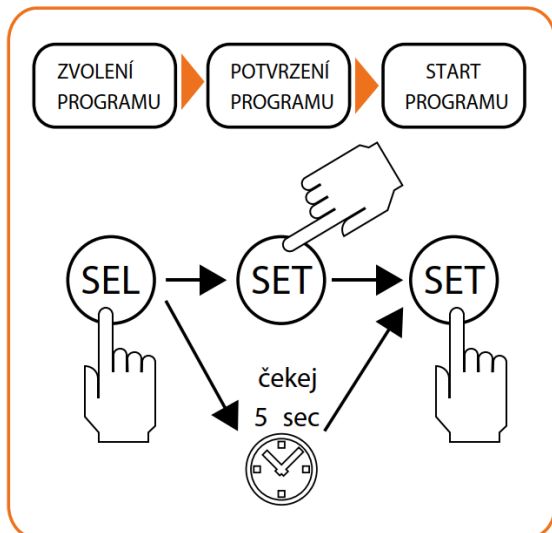 ZVOLENÍ
PROGRAMU
POTVRZENÍ
PROGRAMU
START
PROGRAMU
SEL
SET
SET
čekej
5 sec